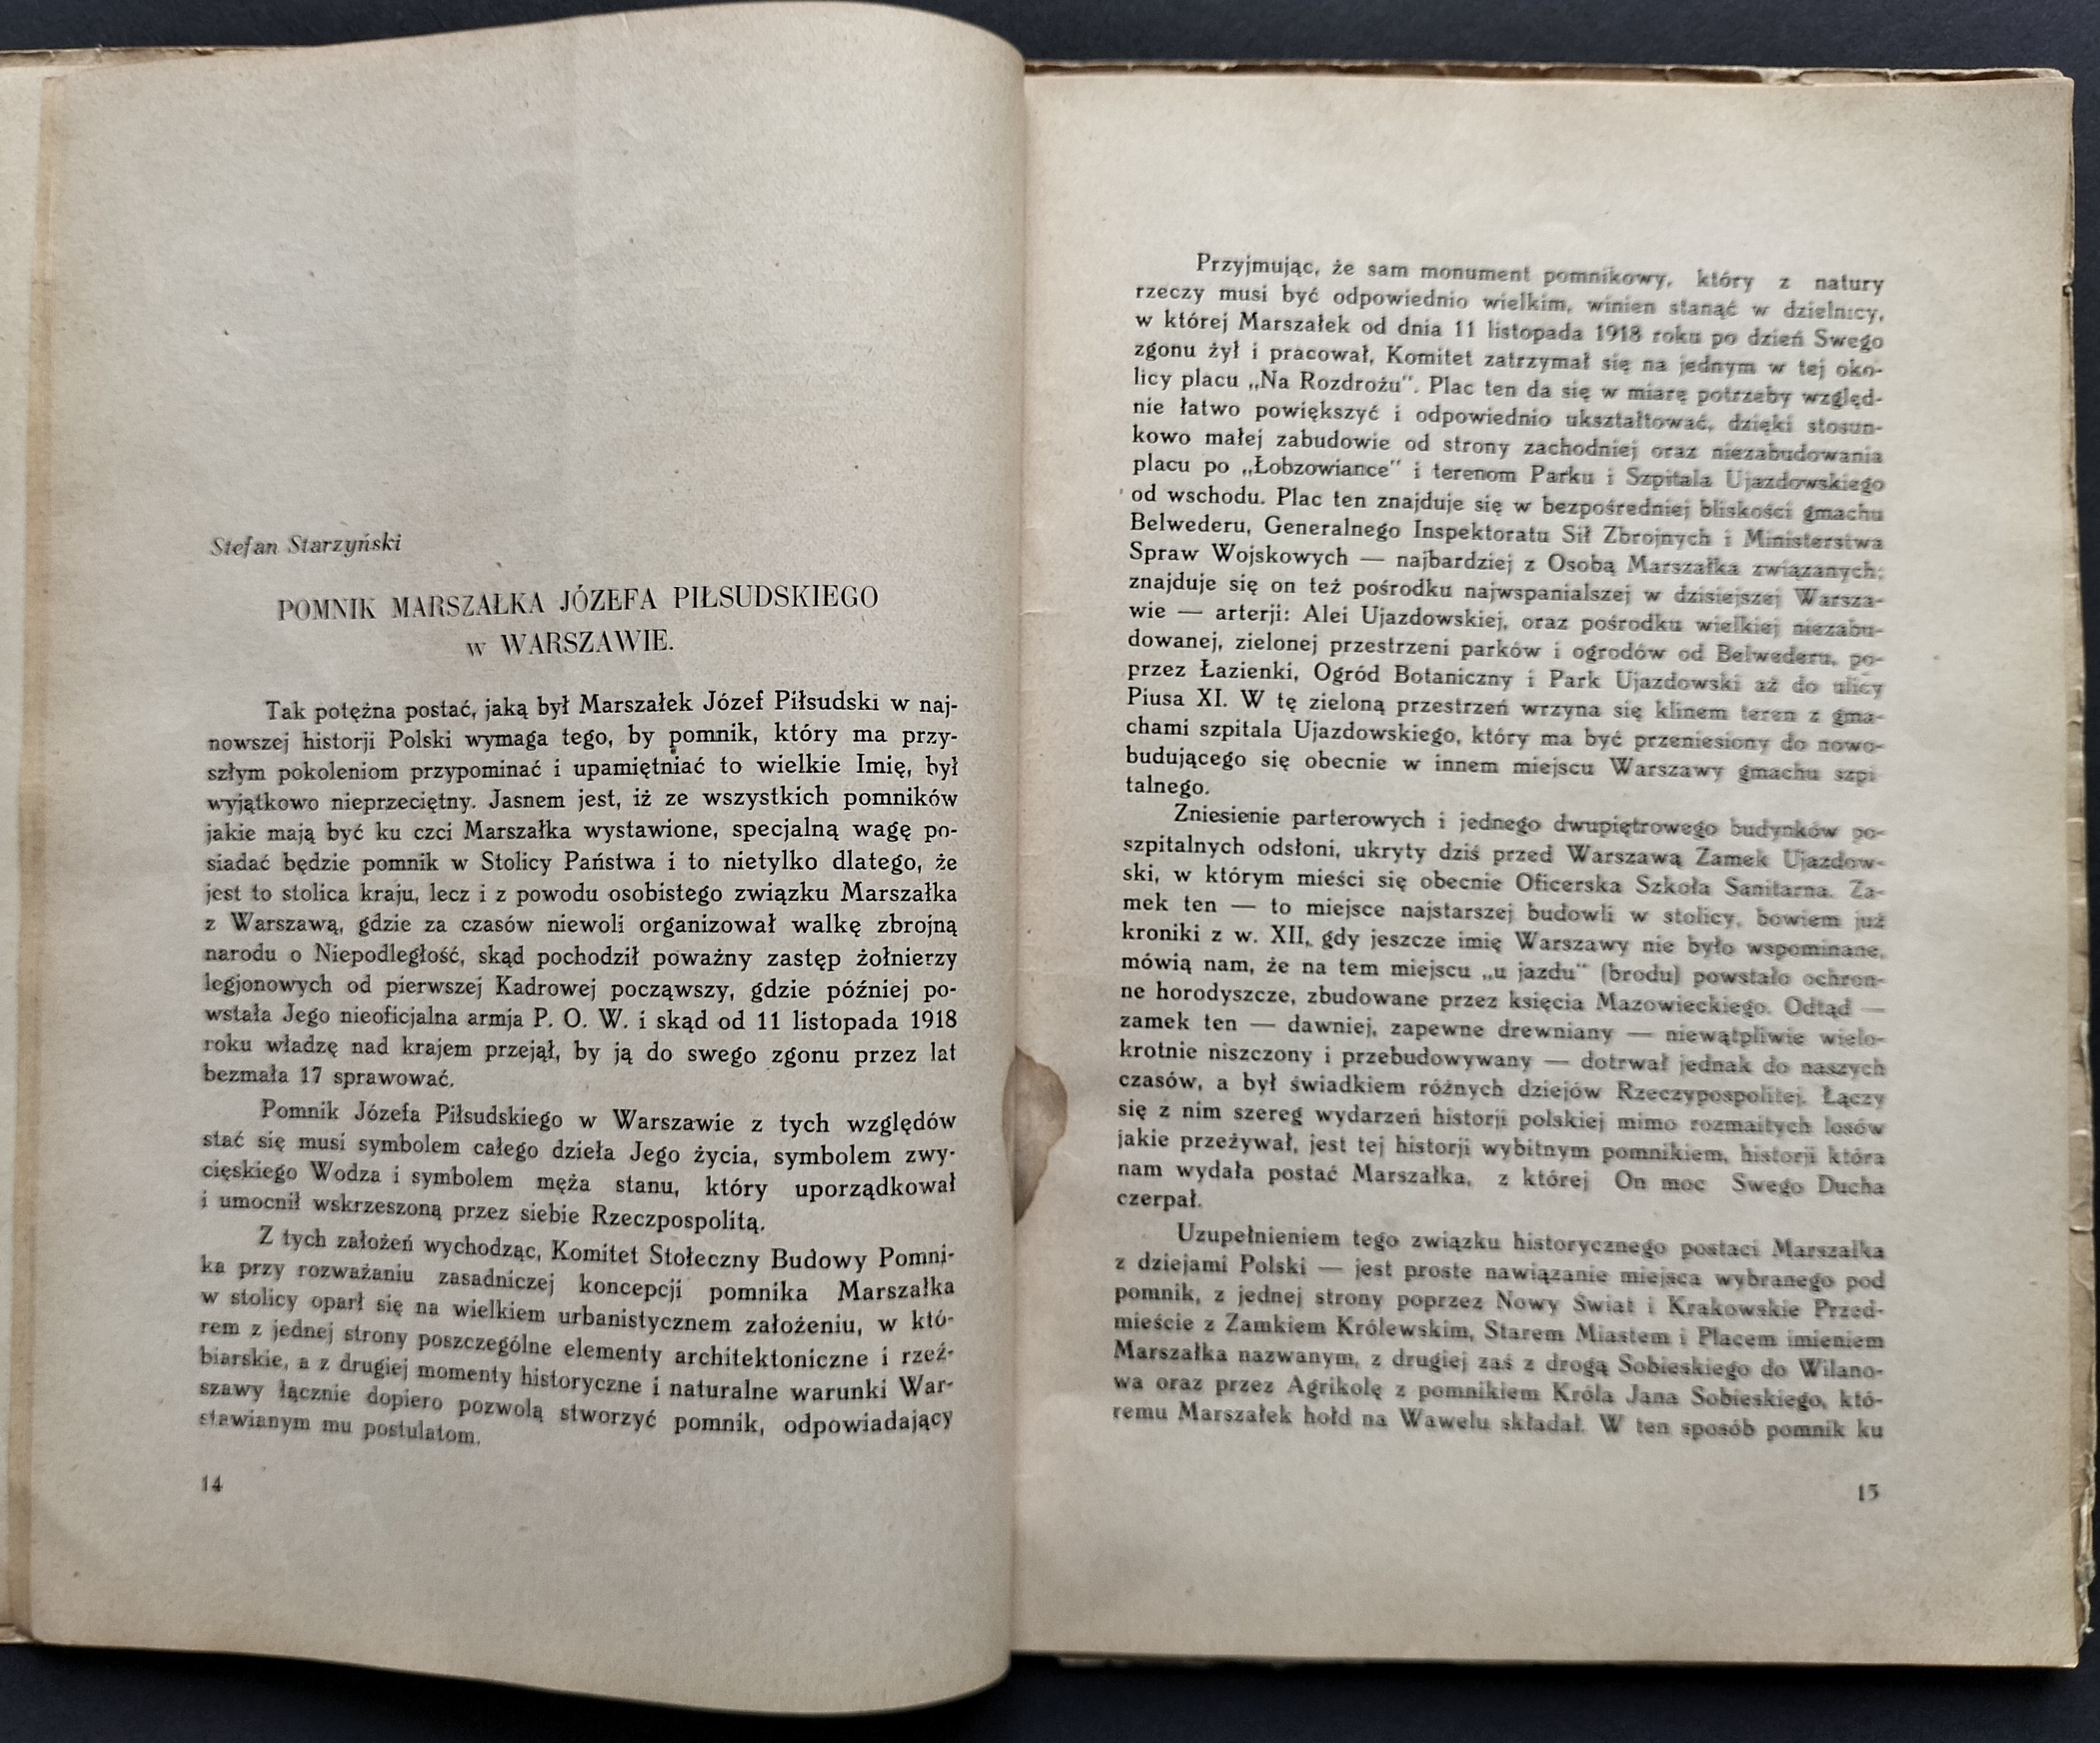 Stefan Starzyński
POMNIK MARSZAŁKA JÓZEFA PIŁSUDSKIEGO
w WARSZAWIE.
Tak potężna postać, jaką był Marszałek Józef Piłsudski w naj-
nowszej historji Polski wymaga tego, by pomnik, który ma przy-
szłym pokoleniom przypominać i upamiętniać to wielkie Imię, był
wyjątkowo nieprzeciętny. Jasnem jest, iż ze wszystkich pomników
jakie mają być ku czci Marszałka wystawione, specjalną wagę po-
siadać będzie pomnik w Stolicy Państwa i to nietylko dlatego, że
jest to stolica kraju, lecz i z powodu osobistego związku Marszałka
z Warszawą, gdzie za czasów niewoli organizował walkę zbrojną
narodu o Niepodległość, skąd pochodził poważny zastęp żołnierzy
legjonowych od pierwszej Kadrowej począwszy, gdzie później po-
wstała Jego nieoficjalna armja P. O. W. i skąd od 11 listopada 1918
roku władzę nad krajem przejął, by ją do swego zgonu przez lat
bezmała 17 sprawować.
Pomnik Józefa Piłsudskiego w Warszawie z tych względów
stać się musi symbolem całego dzieła Jego życia, symbolem zwy-
cięskiego Wodza i symbolem męża stanu, który uporządkował
i umocnił wskrzeszoną przez siebie Rzeczpospolitą.
Z tych założeń wychodząc, Komitet Stołeczny Budowy Pomni-
ka przy rozważaniu zasadniczej koncepcji pomnika Marszałka
w stolicy oparł się na wielkiem urbanistycznem założeniu, w któ-
rem z jednej strony poszczególne elementy architektoniczne i rzeź-
biarskie, a z drugiej momenty historyczne i naturalne warunki War-
szawy łącznie dopiero pozwolą stworzyć pomnik, odpowiadający
stawianym mu postulatom.
14
Przyjmując, że sam monument pomnikowy, który z natury
rzeczy musi być odpowiednio wielkim, winien stanąć w dzielnicy,
w której Marszałek od dnia 11 listopada 1918 roku po dzień Swego
zgonu żył i pracował, Komitet zatrzymał się na jednym w tej oko-
licy placu „Na Rozdrożu". Plac ten da się w miarę potrzeby względ-
nie łatwo powiększyć i odpowiednio ukształtować, dzięki stosun-
kowo małej zabudowie od strony zachodniej oraz niezabudowania
placu po „Łobzowiance" i terenom Parku i Szpitala Ujazdowskiego
od wschodu. Plac ten znajduje się w bezpośredniej bliskości gmachu
Belwederu, Generalnego Inspektoratu Sił Zbrojnych i Ministerstwa
Spraw Wojskowych — najbardziej z Osobą Marszałka związanych;
znajduje się on też pośrodku najwspanialszej w dzisiejszej Warsza-
wie — arterji: Alei Ujazdowskiej, oraz pośrodku wielkiej niezabu-
dowanej, zielonej przestrzeni parków i ogrodów od Belwederu, po-
przez Łazienki, Ogród Botaniczny i Park Ujazdowski aż do ulicy
Piusa XI. W tę zieloną przestrzeń wrzyna się klinem teren z gma-
chami szpitala Ujazdowskiego, który ma być przeniesiony do nowo-
budującego się obecnie w innem miejscu Warszawy gmachu szpi
talnego.
Zniesienie parterowych i jednego dwupiętrowego budynków po-
szpitalnych odsłoni, ukryty dziś przed Warszawą Zamek Ujazdow-
ski, w którym mieści się obecnie Oficerska Szkoła Sanitarna. Za-
mek ten — to miejsce najstarszej budowli w stolicy, bowiem już
kroniki z w. XII, gdy jeszcze imię Warszawy nie było wspominane,
mówią nam, że na tem miejscu „u jazdu" (brodu) powstało ochron-
ne horodyszcze, zbudowane przez księcia Mazowieckiego. Odtąd —
zamek ten — dawniej, zapewne drewniany — niewątpliwie wielo-
krotnie niszczony i przebudowywany — dotrwał jednak do naszych
czasów, a był świadkiem różnych dziejów Rzeczypospolitej. Łączy
się z nim szereg wydarzeń historji polskiej mimo rozmaitych losów
jakie przeżywał, jest tej historji wybitnym pomnikiem, historji która
nam wydała postać Marszałka, z której On moc Swego Ducha
czerpał.
Uzupełnieniem tego związku historycznego postaci Marszałka
z dziejami Polski — jest proste nawiązanie miejsca wybranego pod
pomnik, z jednej strony poprzez Nowy Świat i Krakowskie Przed-
mieście z Zamkiem Królewskim, Starem Miastem i Placem imieniem
Marszałka nazwanym, z drugiej zaś z drogą Sobieskiego do Wilano-
wa oraz przez Agrikolę z pomnikiem Króla Jana Sobieskiego, któ-
remu Marszałek hołd na Wawelu składał. W ten sposób pomnik ku
15